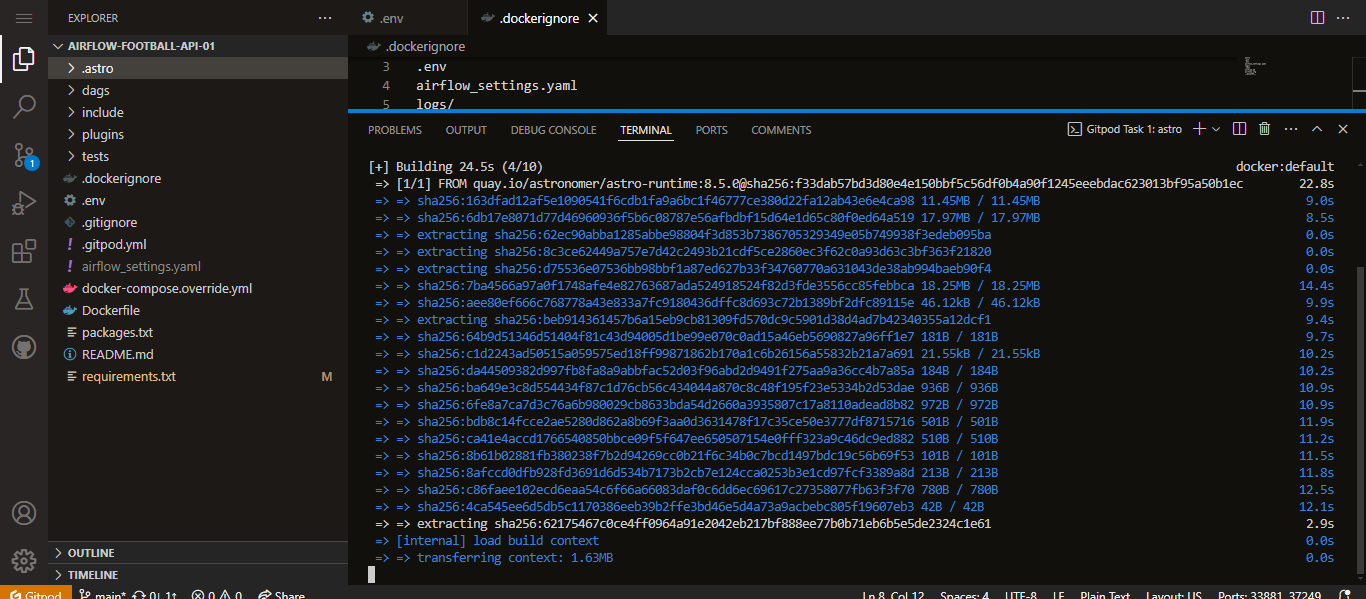 EXPLORER
.env
.dockerignore
AIRFLOW-FOOTBALL-API-01
.astro
dags
include
plugins
tests
.dockerignore
.env
.gitignore
.gitpod.yml
airflow_settings.yaml
docker-compose.override.yml
Dockerfile
packages.txt
README.md
requirements.txt M
OUTLINE
TIMELINE
1
.dockerignore
3 .env
4 airflow_settings.yaml
5 logs/
PROBLEMS OUTPUT DEBUG CONSOLE TERMINAL PORTS COMMENTS Gitpod Task 1: astro
[+] Building 24.5s (4/10) docker:default
=> [1/1] FROM quay.io/astronomer/astro-runtime:8.5.0@sha256:f33dab57bd3d80e4e150bbf5c56df0b4a90f1245eeebdac623013bf95a50b1ec 22.8s
=> => sha256:163dfad12af5e1090541f6cdb1fa9a6bc1f46777ce380d22fa12ab43e6e4ca98 11.45MB / 11.45MB 9.0s
=> => sha256:6db17e8071d77d46960936f5b6c08787e56afbdbf15d64e1d65c80f0ed64a519 17.97MB / 17.97MB 8.5s
=> => extracting sha256:62ec90abba1285abbe98804f3d853b7386705329349e05b749938f3edeb095ba 0.0s
=> => extracting sha256:8c3ce62449a757e7d42c2493b21cdf5ce2860ec3f62c0a93d63c3bf363f21820 0.0s
=> => extracting sha256:d75536e07536bb98bbf1a87ed627b33f34760770a631043de38ab994baeb90f4 0.0s
=> => sha256:7ba4566a97a0f1748afe4e82763687ada524918524f82d3fde3556cc85febbca 18.25MB / 18.25MB 14.4s
=> => sha256:aee80ef666c768778a43e833a7fc9180436dffc8d693c72b1389bf2dfc89115e 46.12kB / 46.12kB 9.9s
=> => extracting sha256:beb914361457b6a15eb9cb81309fd570dc9c5901d38d4ad7b42340355a12dcf1 9.4s
=> => sha256:64b9d51346d51404f81c43d94005d1be99e070c0ad15a46eb5690827a96ff1e7 181B / 181B 9.7s
=> => sha256:c1d2243ad50515a059575ed18ff99871862b170a1c6b26156a55832b21a7a691 21.55kB / 21.55kB 10.2s
=> => sha256:da44509382d997fb8fa8a9abbfac52d03f96abd2d9491f275aa9a36cc4b7a85a 184B / 184B 10.2s
=> => sha256:ba649e3c8d554434f87c1d76cb56c434044a870c8c48f195f23e5334b2d53dae 936B / 936B 10.9s
=> => sha256:6fe8a7ca7d3c76a6b980029cb8633bda54d2660a3935807c17a8110adead8b82 972B / 972B 10.9s
=> => sha256:bdb8c14fcce2ae5280d862a8b69f3aa0d3631478f17c35ce50e3777df8715716 501B / 501B 11.9s
=> => sha256:ca41e4accd1766540850bbce09f5f647ee650507154e0fff323a9c46dc9ed882 510B / 510B 11.2s
=> => sha256:8b61b02881fb380238f7b2d94269cc0b21f6c34b0c7bcd1497bdc19c56b69f53 101B / 101B 11.5s
=> => sha256:8afccd0dfb928fd3691d6d534b7173b2cb7e124cca0253b3e1cd97fcf3389a8d 213B / 213B 11.8s
=> => sha256:c86faee102ecd6eaa54c6f66a66083daf0c6dd6ec69617c27358077fb63f3f70 780B / 780B 12.5s
=> => sha256:4ca545ee6d5db5c1170386eeb39b2ffe3bd46e5d4a73a9acbebc805f19607eb3 42B / 42B 12.1s
=> => extracting sha256:62175467c0ce4ff0964a91e2042eb217bf888ee77b0b71eb6b5e5de2324c1e61 2.9s
=> [internal] load build context 0.0s
=> => transferring context: 1.63MB 0.0s
Gitpod main* 0↓ 1↑ 0 0 Share Ln 8, Col 12 Spaces: 4 UTF-8 LF Plain Text Layout: US Ports: 33881, 37249